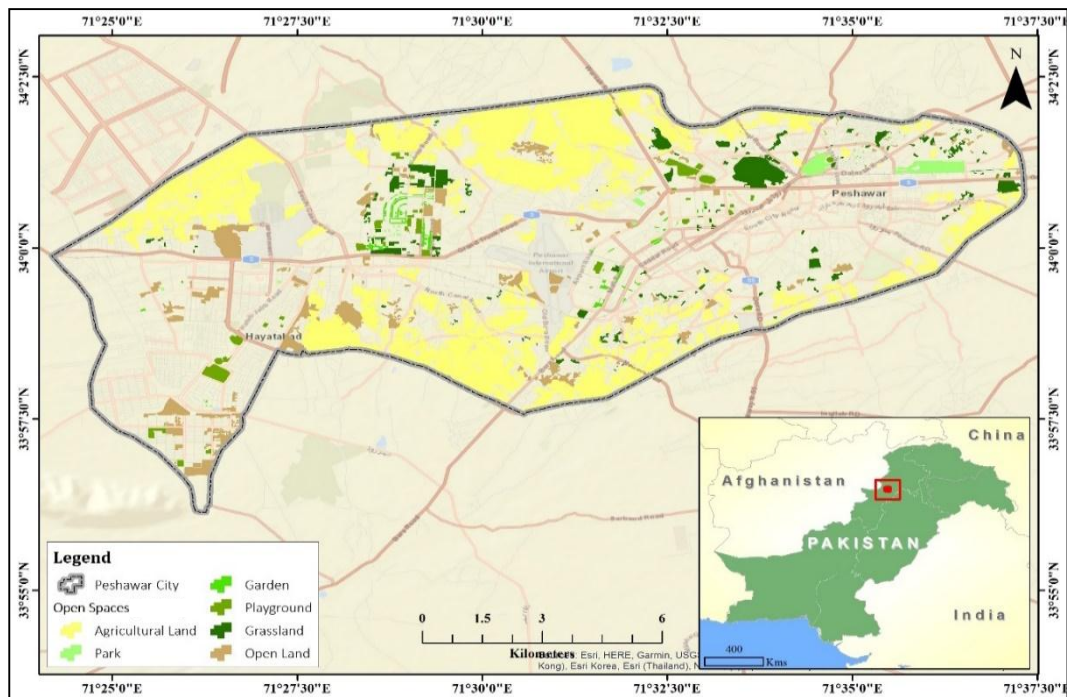 71°25'0"E 71°27'30"E 71°30'0"E 71°32'30"E 71°35'0"E 71°37'30"E
34°2'30"N
34°2'30"N
N
Peshawar
34°0'0"N
34°0'0"N
Peshawar
International
Airport
Hayatabad
33°57'30"N
33°57'30"N
China
Afghanistan
PAKISTAN
India
400
Kms
Legend
Peshawar City
Open Spaces
Agricultural Land
Park
Garden
Playground
Grassland
Open Land
33°55'0"N
33°55'0"N
0 1.5 3 6
Kilometers
Esri, HERE, Garmin, USG
Kong), Esri Korea, Esri (Thailand), N
71°25'0"E 71°27'30"E 71°30'0"E 71°32'30"E 71°35'0"E 71°37'30"E